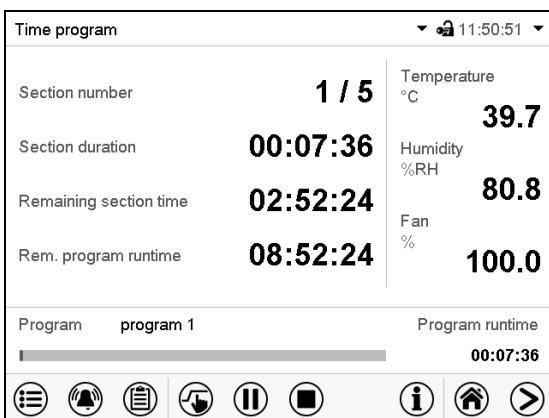 Time program 11:50:51
Section number 1 / 5
Section duration 00:07:36
Remaining section time 02:52:24
Rem. program runtime 08:52:24
Temperature
°C
39.7
Humidity
%RH
80.8
Fan
%
100.0
Program program 1 Program runtime
00:07:36